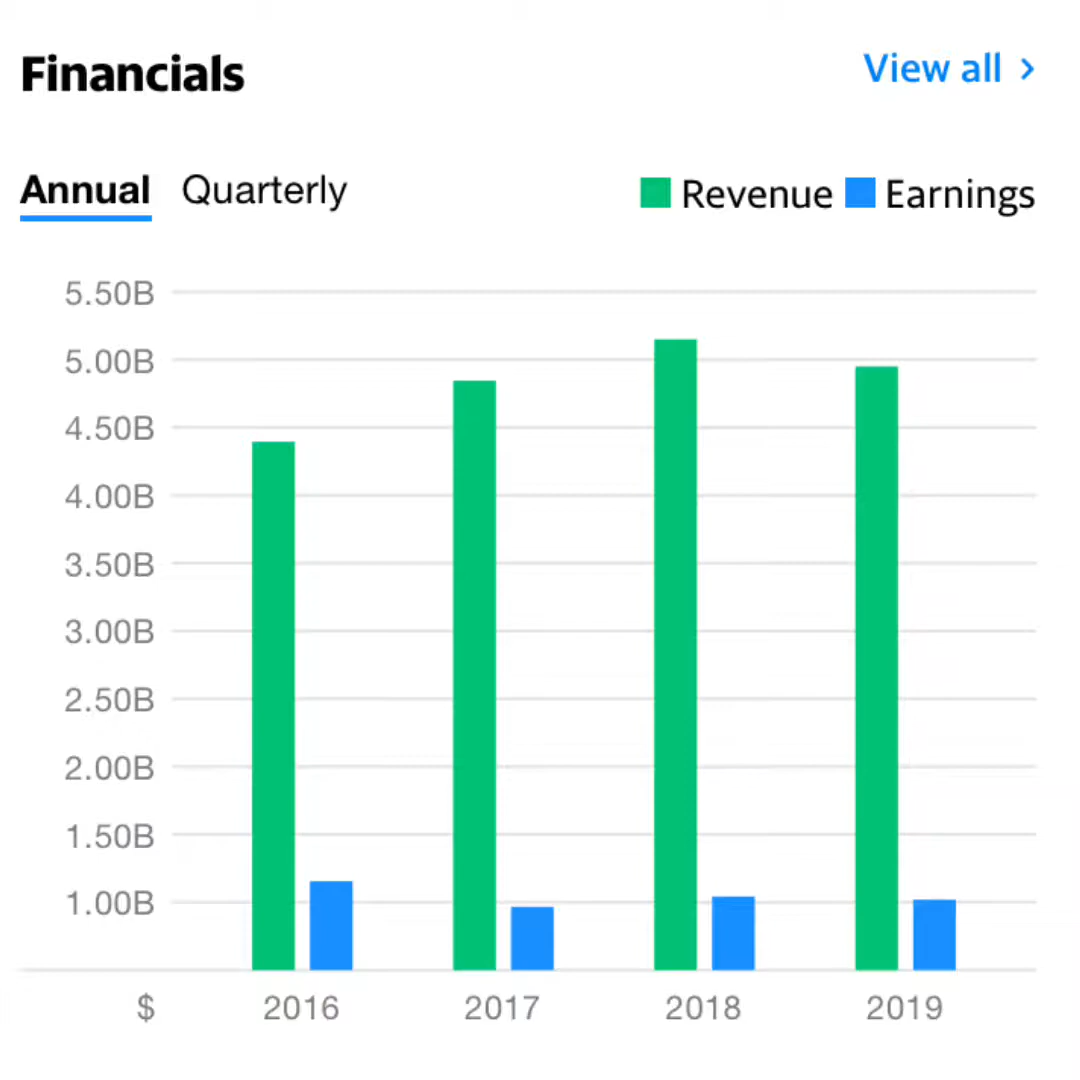 Financials
View all >
Annual Quarterly
Revenue Earnings
5.50B
5.00B
4.50B
4.00B
3.50B
3.00B
2.50B
2.00B
1.50B
1.00B
$ 2016 2017 2018 2019